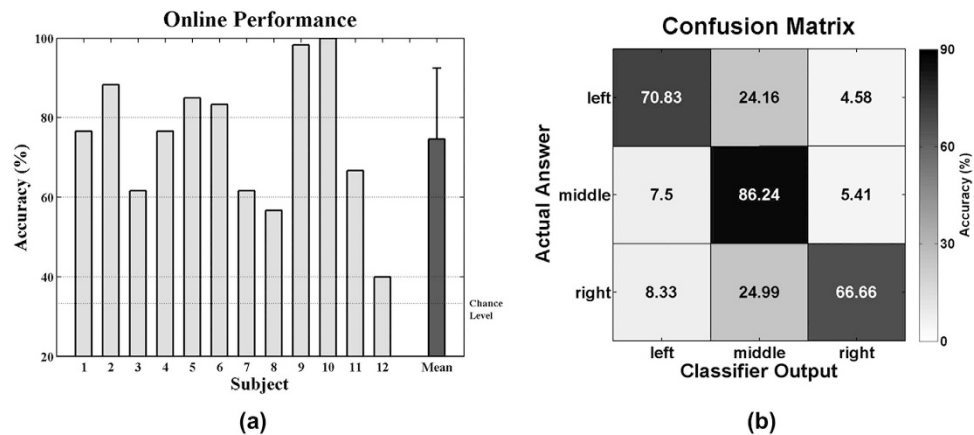 Online Performance
100
80
60
40
20
Accuracy (%)
Chance
Level
1 2 3 4 5 6 7 8 9 10 11 12 Mean
Subject
(a)
Confusion Matrix
left 70.83 24.16 4.58
middle 7.5 86.24 5.41
right 8.33 24.99 66.66
left middle right
Classifier Output
Actual Answer
90
60
30
0
Accuracy (%)
(b)